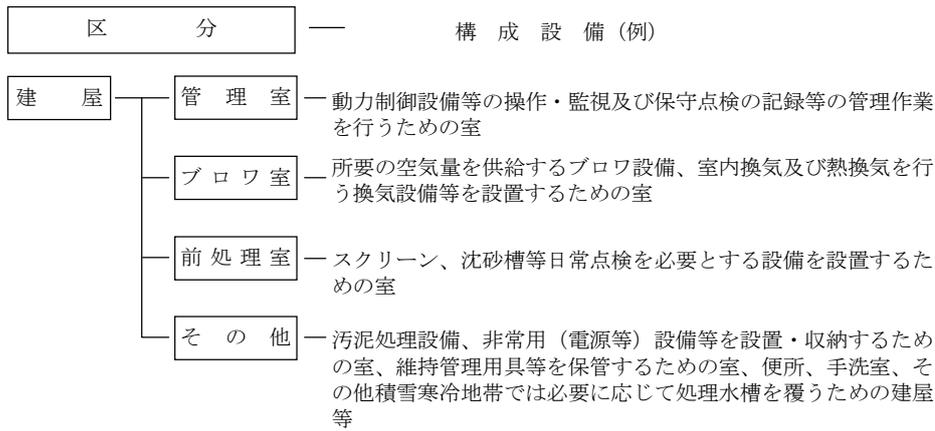 区分 構成設備(例)
建屋 管理室 動力制御設備等の操作・監視及び保守点検の記録等の管理作業
を行うための室
ブロワ室 所要の空気量を供給するブロワ設備、室内換気及び熱換気を行
う換気設備等を設置するための室
前処理室 スクリーン、沈砂槽等日常点検を必要とする設備を設置するた
めの室
その他 汚泥処理設備、非常用(電源等)設備等を設置・収納するため
の室、維持管理用具等を保管するための室、便所、手洗室、そ
の他積雪寒冷地帯では必要に応じて処理水槽を覆うための建屋
等